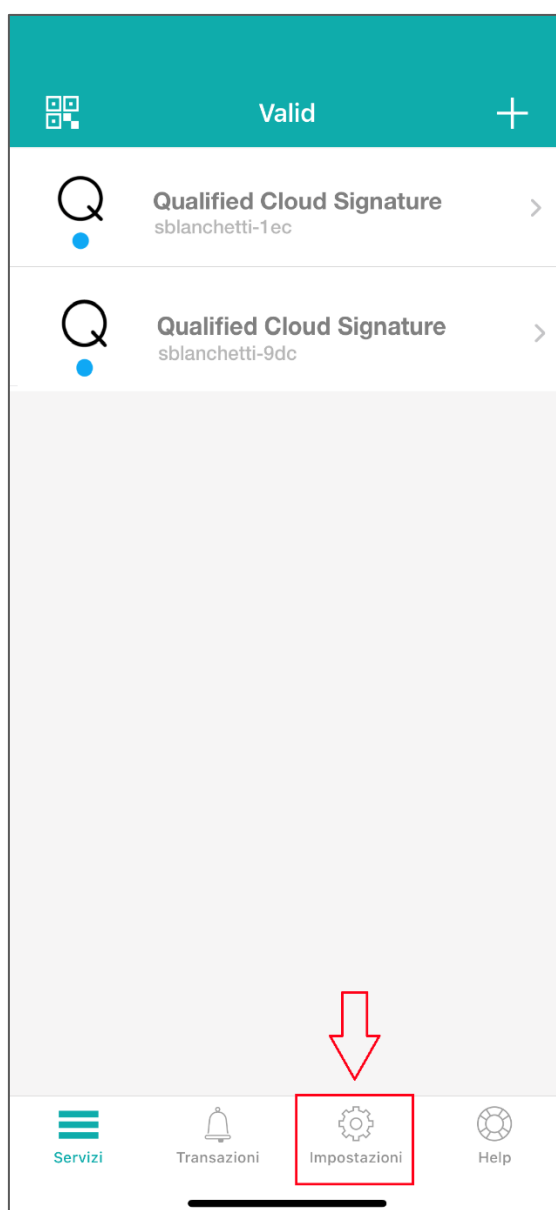 Valid
Qualified Cloud Signature
sblanchetti-1ec
Qualified Cloud Signature
sblanchetti-9dc
Servizi
Transazioni
Impostazioni
Help